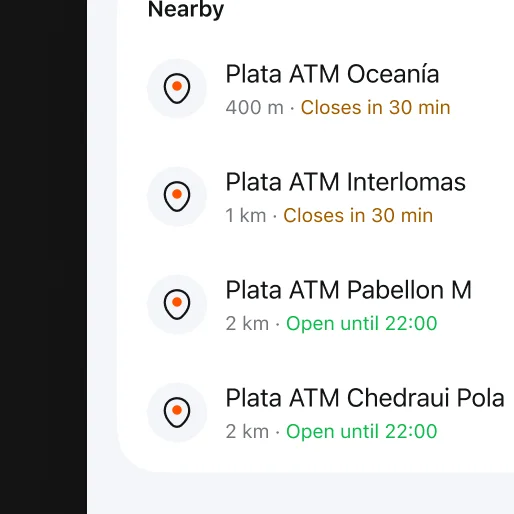 Nearby
Plata ATM Oceanía
400 m · Closes in 30 min
Plata ATM Interlomas
1 km · Closes in 30 min
Plata ATM Pabellon M
2 km · Open until 22:00
Plata ATM Chedraui Pola
2 km · Open until 22:00